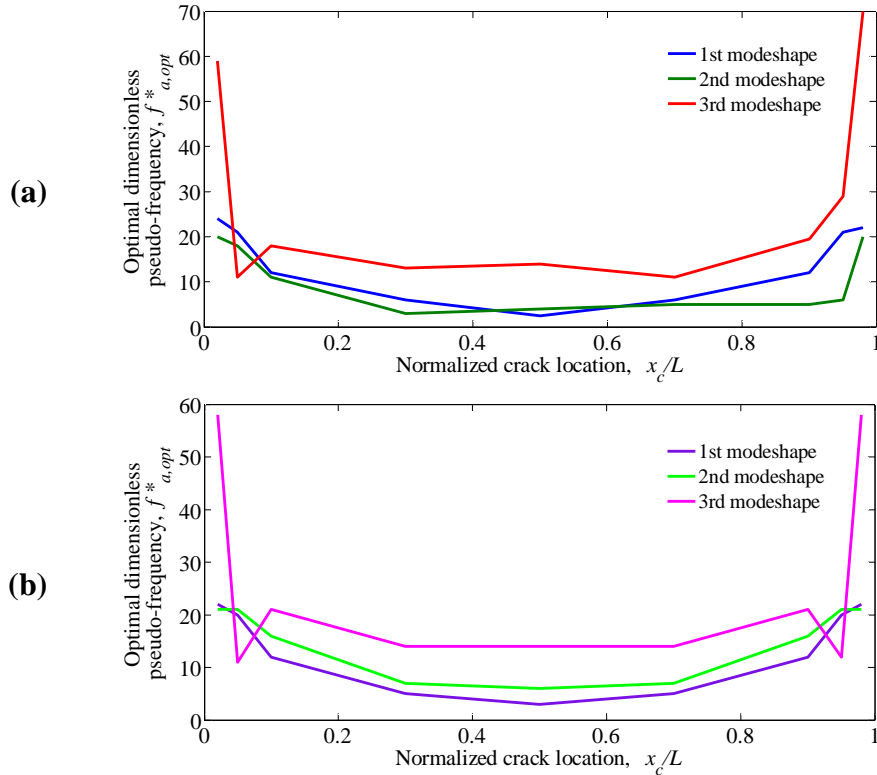 (a)
Optimal dimensionless
pseudo-frequency, f*a,opt
70
60
50
40
30
20
10
0
1st modeshape
2nd modeshape
3rd modeshape
0
0.2
0.4
0.6
0.8
1
Normalized crack location, xc/L
(b)
Optimal dimensionless
pseudo-frequency, f*a,opt
60
50
40
30
20
10
0
1st modeshape
2nd modeshape
3rd modeshape
0
0.2
0.4
0.6
0.8
1
Normalized crack location, xc/L